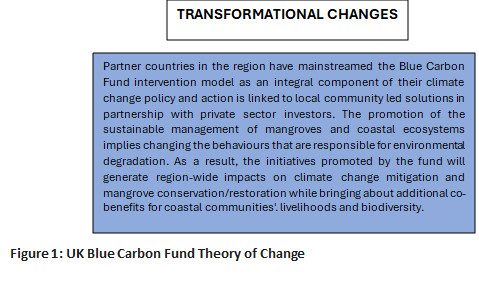 TRANSFORMATIONAL CHANGES
Partner countries in the region have mainstreamed the Blue Carbon
Fund intervention model as an integral component of their climate
change policy and action is linked to local community led solutions in
partnership with private sector investors. The promotion of the
sustainable management of mangroves and coastal ecosystems
implies changing the behaviours that are responsible for environmental
degradation. As a result, the initiatives promoted by the fund will
generate region-wide impacts on climate change mitigation and
mangrove conservation/restoration while bringing about additional co-
benefits for coastal communities'. livelihoods and biodiversity.
Figure 1: UK Blue Carbon Fund Theory of Change